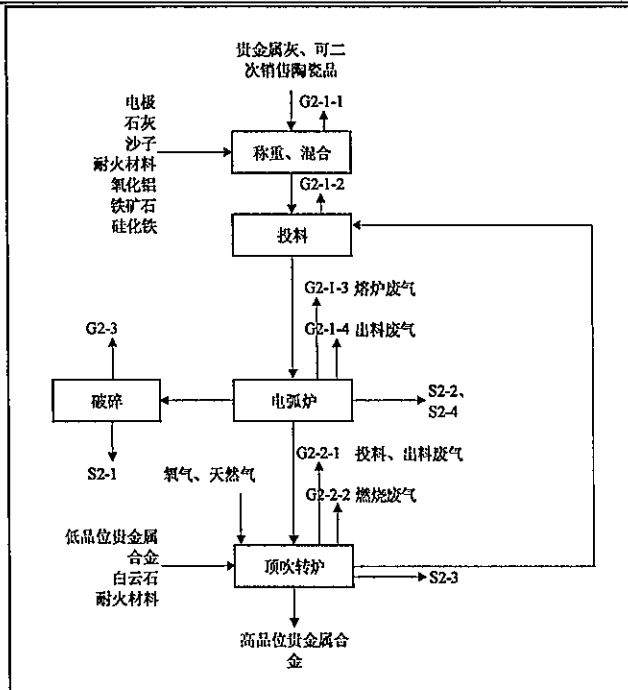 贵金属灰、可二
次销售陶瓷品
电极
石灰
沙子
耐火材料
氧化铝
铁矿石
硅化铁
G2-1-1
称重、混合
G2-1-2
投料
G2-1-3 熔炉废气
G2-1-4 出料废气
G2-3
破碎
电弧炉
S2-2、
S2-4
S2-1
氧气、天然气
G2-2-1 投料、出料废气
G2-2-2 燃烧废气
低品位贵金属
合金
白云石
耐火材料
顶吹转炉
S2-3
高品位贵金属合
金